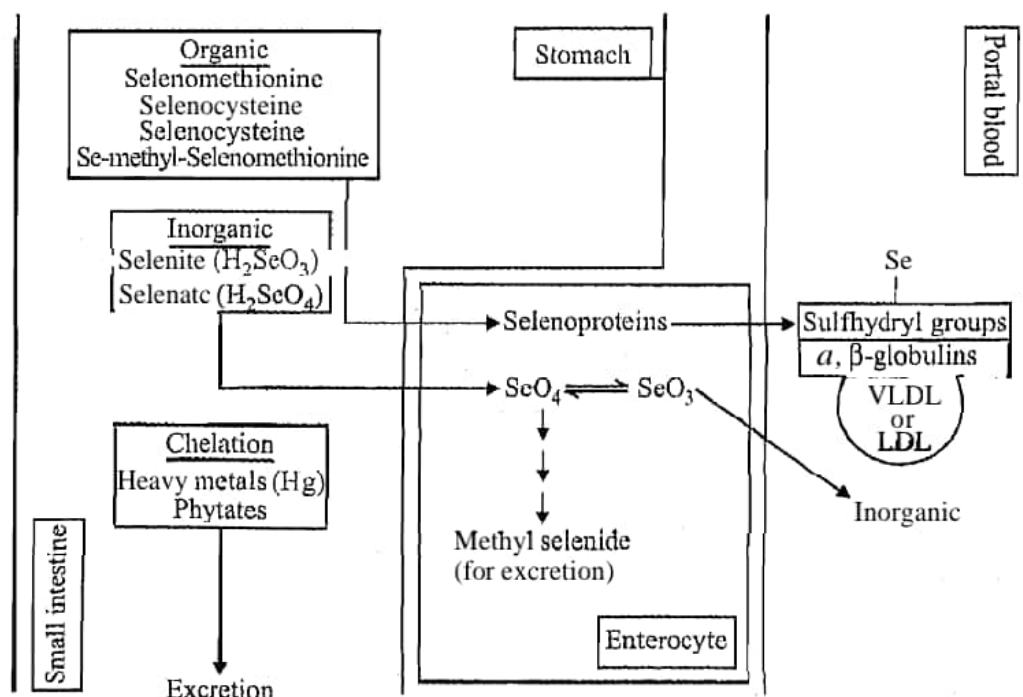 Organic
Selenomethionine
Selenocysteine
Selenocysteine
Se-methyl-Selenomethionine
Stomach
Portal blood
Inorganic
Selenite (H₂SeO₃)
Selenatc (H₂SeO₄)
Se
Selenoproteins
Sulfhydryl groups
a, β-globulins
VLDL
or
LDL
SeO₄
SeO₃
Inorganic
Chelation
Heavy metals (Hg)
Phytates
Methyl selenide
(for excretion)
Small intestine
Enterocyte
Excretion